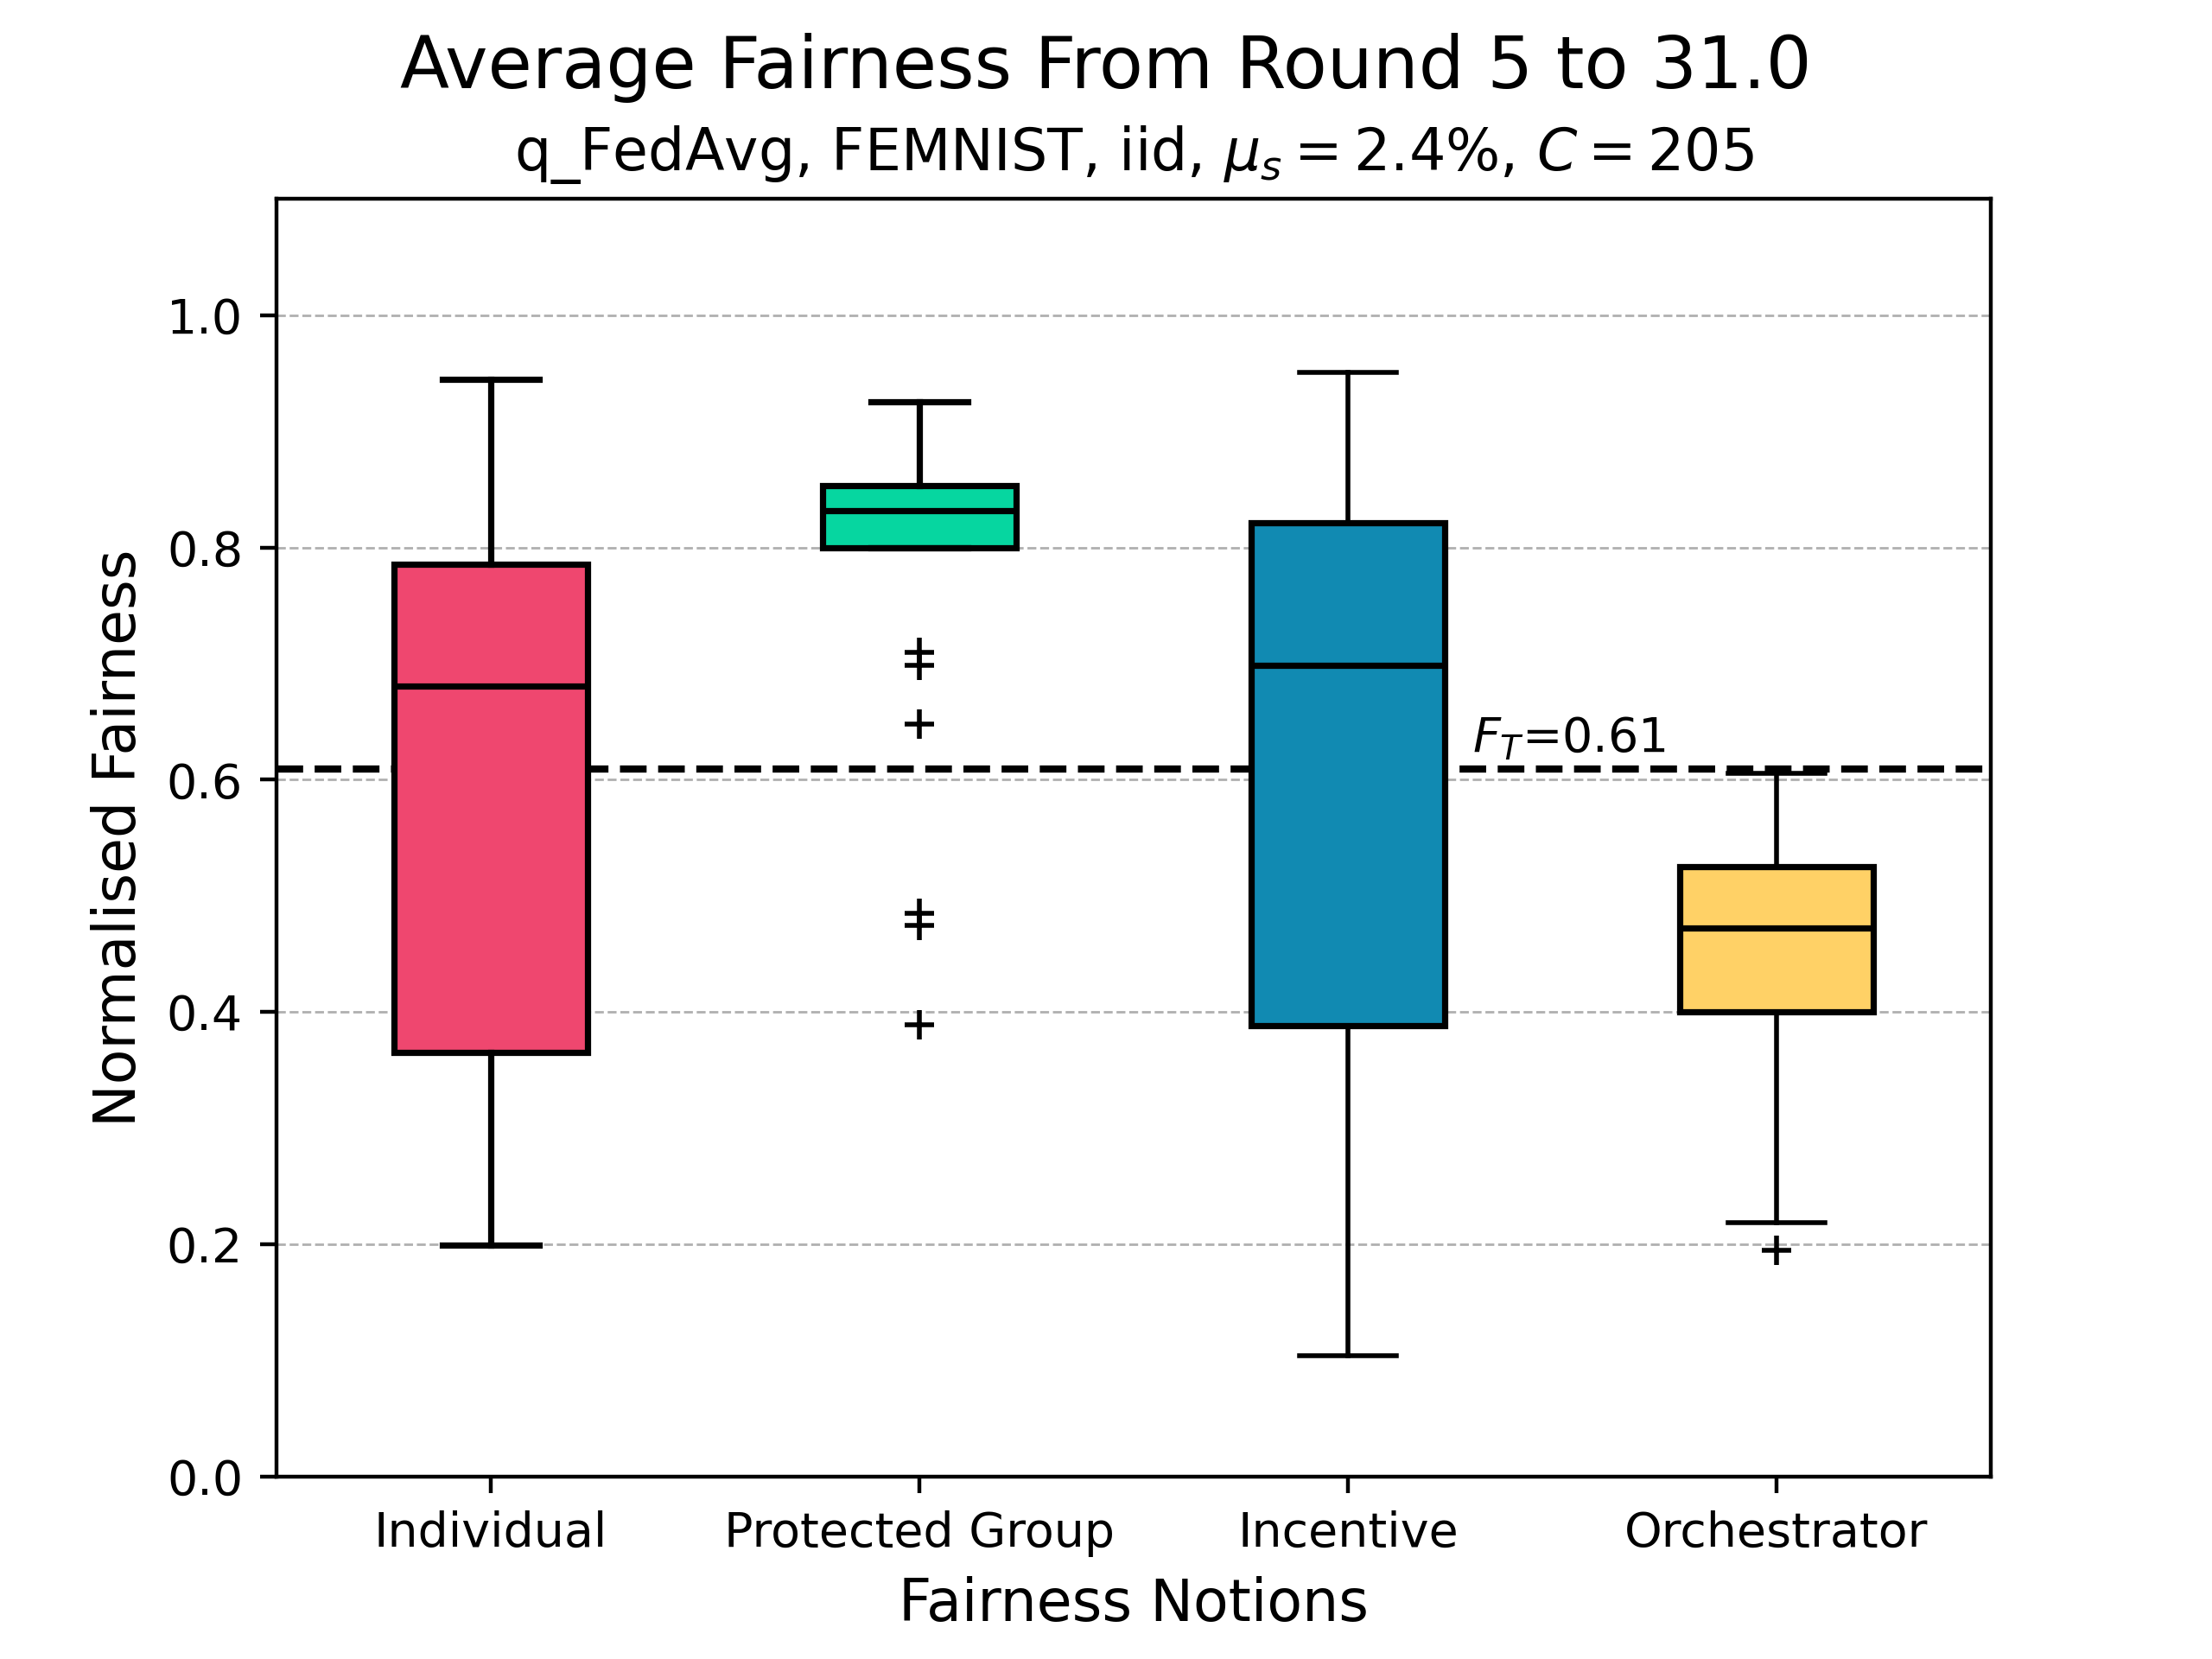 Average Fairness From Round 5 to 31.0
q_FedAvg, FEMNIST, iid, μₛ = 2.4%, C = 205
1.0
0.8
0.6
0.4
0.2
0.0
Normalised Fairness
F_T=0.61
Individual
Protected Group
Incentive
Orchestrator
Fairness Notions